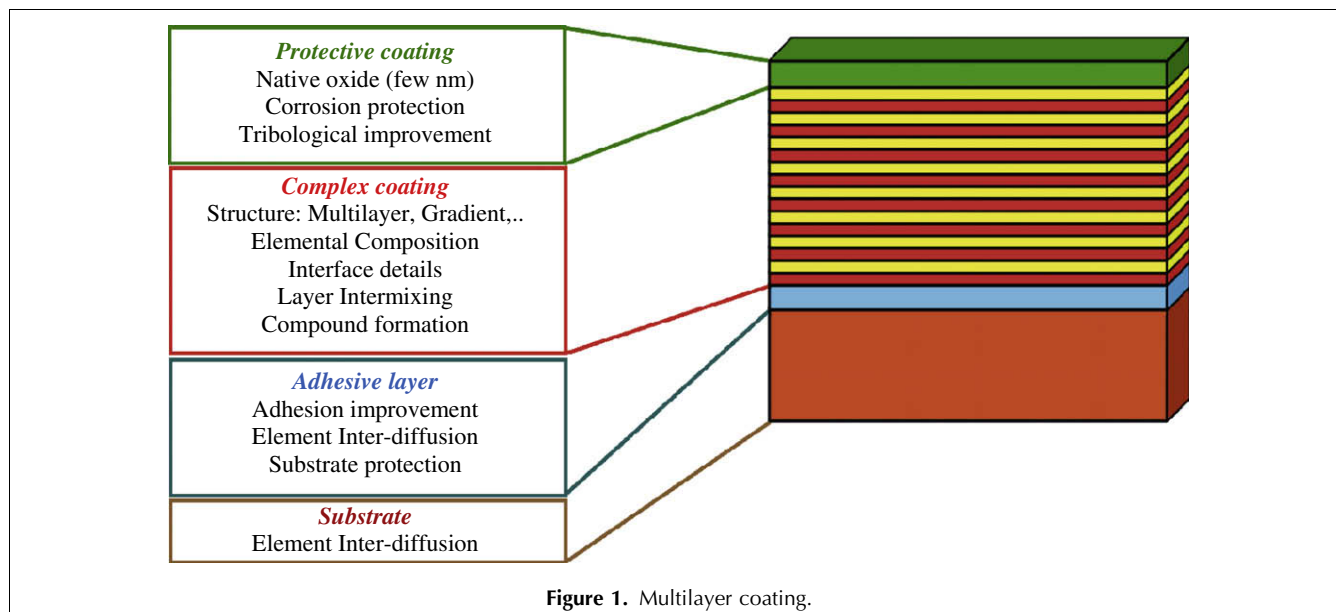 Protective coating
Native oxide (few nm)
Corrosion protection
Tribological improvement
Complex coating
Structure: Multilayer, Gradient,..
Elemental Composition
Interface details
Layer Intermixing
Compound formation
Adhesive layer
Adhesion improvement
Element Inter-diffusion
Substrate protection
Substrate
Element Inter-diffusion
Figure 1. Multilayer coating.